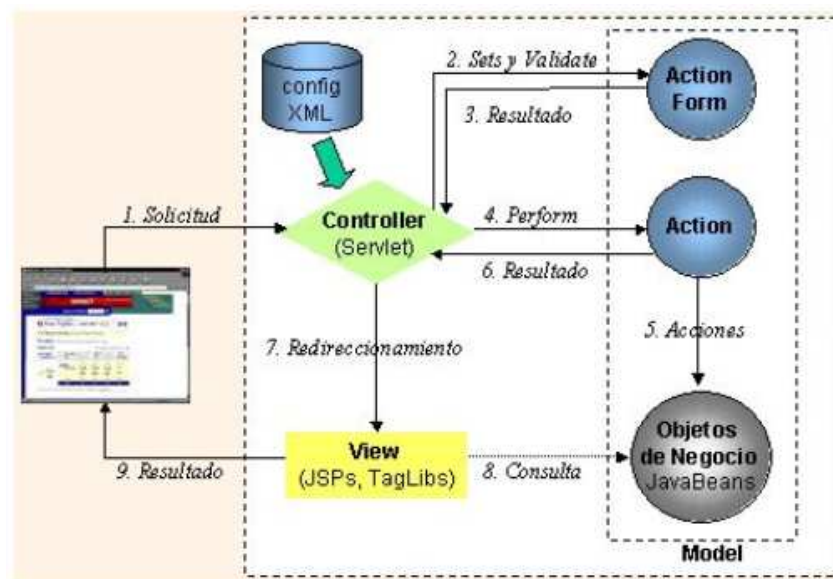 config
XML
2. Sets y Validate
Action
Form
3. Resultado
1. Solicitud
Controller
(Servlet)
4. Perform
Action
6. Resultado
7. Redireccionamiento
5. Acciones
View
(JSPs, TagLibs)
9. Resultado
8. Consulta
Objetos
de Negocio
JavaBeans
Model